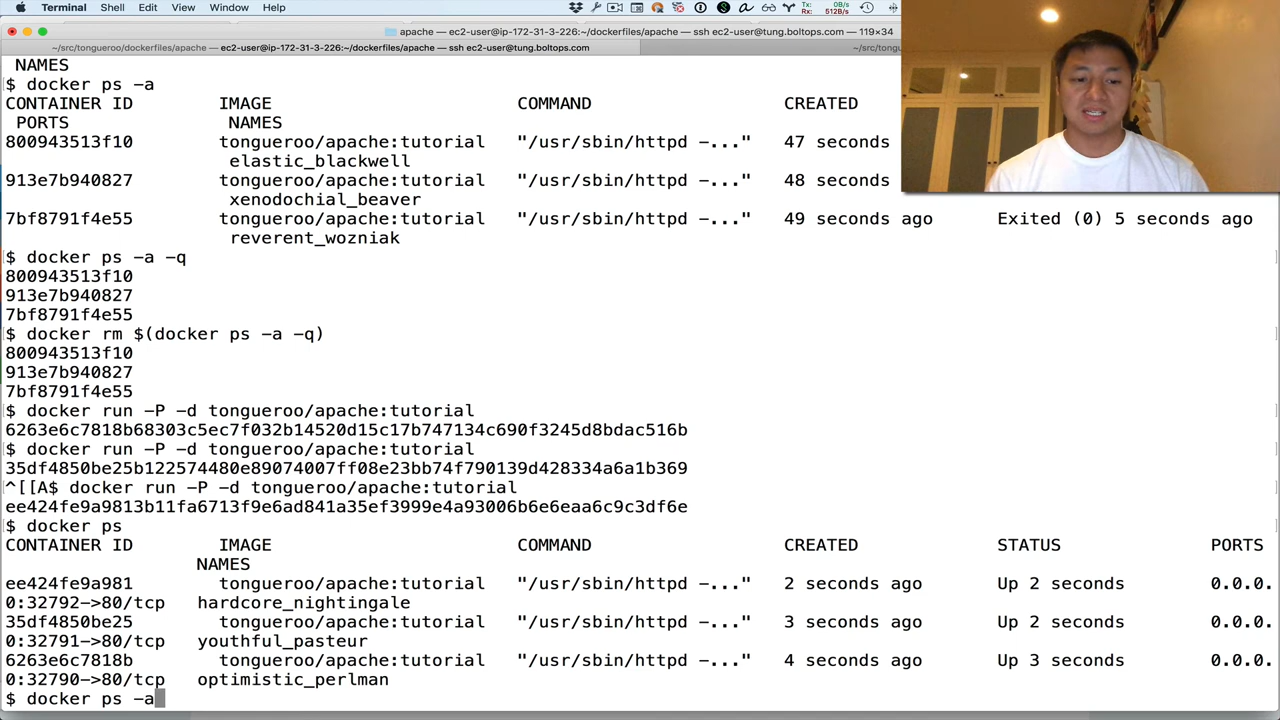 Terminal Shell Edit View Window Help
Tx: 0B/s
Rx: 512B/s
apache — ec2-user@ip-172-31-3-226:~/dockerfiles/apache — ssh ec2-user@tung.boltops.com — 119×34
~/src/tongueroo/dockerfiles/apache — ec2-user@ip-172-31-3-226:~/dockerfiles/apache — ssh ec2-user@tung.boltops.com
~/src/tongu
NAMES
$ docker ps -a
CONTAINER ID IMAGE COMMAND CREATED
PORTS NAMES
800943513f10 tongueroo/apache:tutorial "/usr/sbin/httpd -..." 47 seconds
elastic_blackwell
913e7b940827 tongueroo/apache:tutorial "/usr/sbin/httpd -..." 48 seconds
xenodochial_beaver
7bf8791f4e55 tongueroo/apache:tutorial "/usr/sbin/httpd -..." 49 seconds ago Exited (0) 5 seconds ago
reverent_wozniak
$ docker ps -a -q
800943513f10
913e7b940827
7bf8791f4e55
$ docker rm $(docker ps -a -q)
800943513f10
913e7b940827
7bf8791f4e55
$ docker run -P -d tongueroo/apache:tutorial
6263e6c7818b68303c5ec7f032b14520d15c17b747134c690f3245d8bdac516b
$ docker run -P -d tongueroo/apache:tutorial
35df4850be25b122574480e89074007ff08e23bb74f790139d428334a6a1b369
^[[A$ docker run -P -d tongueroo/apache:tutorial
ee424fe9a9813b11fa6713f9e6ad841a35ef3999e4a93006b6e6eaa6c9c3df6e
$ docker ps
CONTAINER ID IMAGE COMMAND CREATED STATUS PORTS
NAMES
ee424fe9a981 tongueroo/apache:tutorial "/usr/sbin/httpd -..." 2 seconds ago Up 2 seconds 0.0.0.
0:32792->80/tcp hardcore_nightingale
35df4850be25 tongueroo/apache:tutorial "/usr/sbin/httpd -..." 3 seconds ago Up 2 seconds 0.0.0.
0:32791->80/tcp youthful_pasteur
6263e6c7818b tongueroo/apache:tutorial "/usr/sbin/httpd -..." 4 seconds ago Up 3 seconds 0.0.0.
0:32790->80/tcp optimistic_perlman
$ docker ps -a